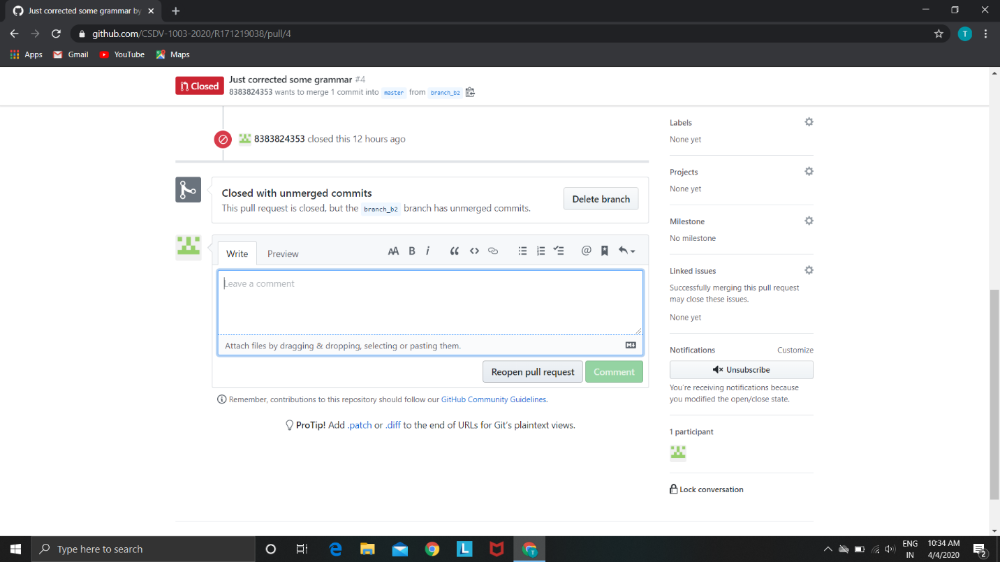 Just corrected some grammar by
github.com/CSDV-1003-2020/R171219038/pull/4
T
Apps Gmail YouTube Maps
Closed
Just corrected some grammar #4
8383824353 wants to merge 1 commit into master from branch_b2
8383824353 closed this 12 hours ago
Closed with unmerged commits
This pull request is closed, but the branch_b2 branch has unmerged commits.
Delete branch
Write Preview
AA B i
@
Leave a comment
Attach files by dragging & dropping, selecting or pasting them.
M
Reopen pull request Comment
Remember, contributions to this repository should follow our GitHub Community Guidelines.
ProTip! Add .patch or .diff to the end of URLs for Git's plaintext views.
Labels
None yet
Projects
None yet
Milestone
No milestone
Linked issues
Successfully merging this pull request
may close these issues.
None yet
Notifications Customize
Unsubscribe
You're receiving notifications because
you modified the open/close state.
1 participant
Lock conversation
Type here to search
L
T
ENG
IN
10:34 AM
4/4/2020
2